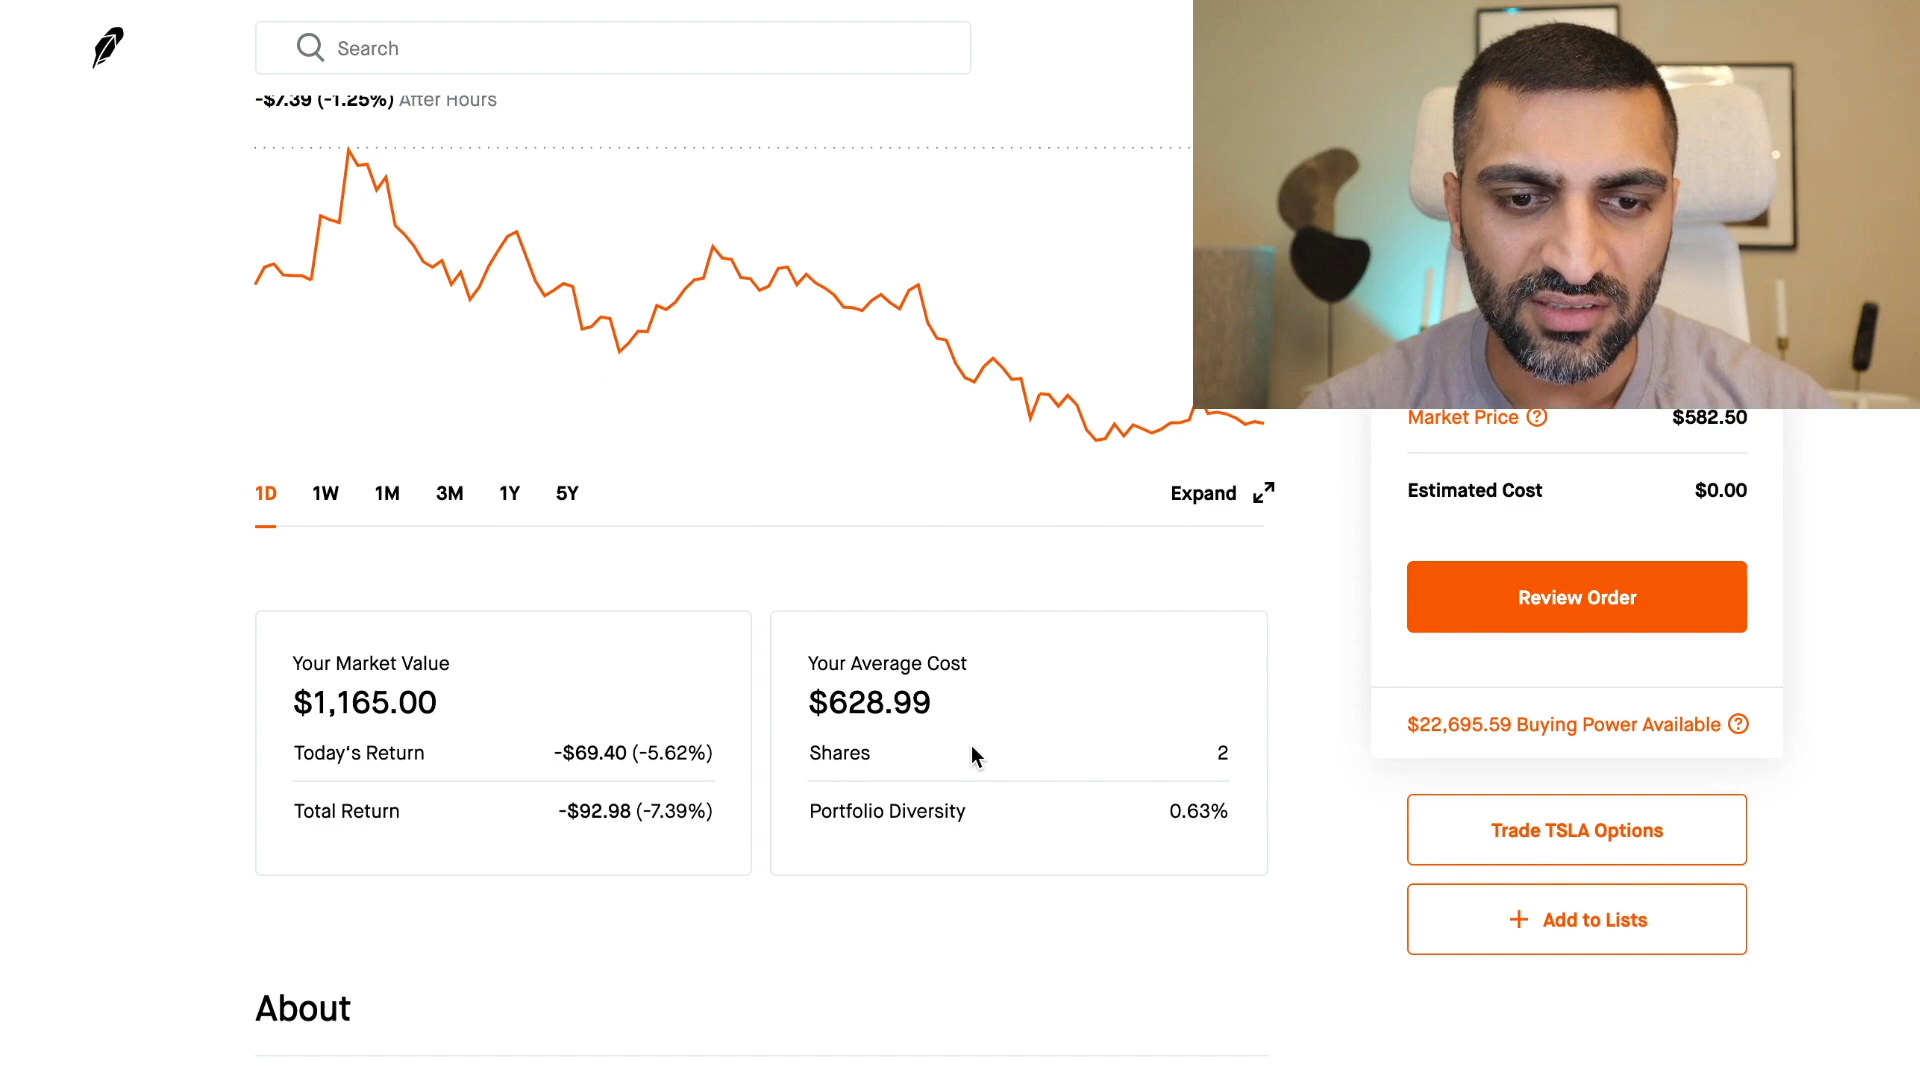 Search
-$7.39 (-1.25%) After Hours
1D 1W 1M 3M 1Y 5Y
Expand
Your Market Value
$1,165.00
Today's Return -$69.40 (-5.62%)
Total Return -$92.98 (-7.39%)
Your Average Cost
$628.99
Shares 2
Portfolio Diversity 0.63%
About
Market Price ? $582.50
Estimated Cost $0.00
Review Order
$22,695.59 Buying Power Available ?
Trade TSLA Options
+ Add to Lists